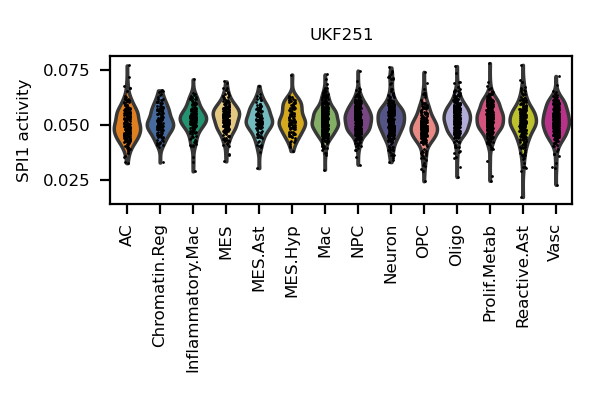 UKF251
SPI1 activity
0.075
0.050
0.025
AC
Chromatin.Reg
Inflammatory.Mac
MES
MES.Ast
MES.Hyp
Mac
NPC
Neuron
OPC
Oligo
Prolif.Metab
Reactive.Ast
Vasc